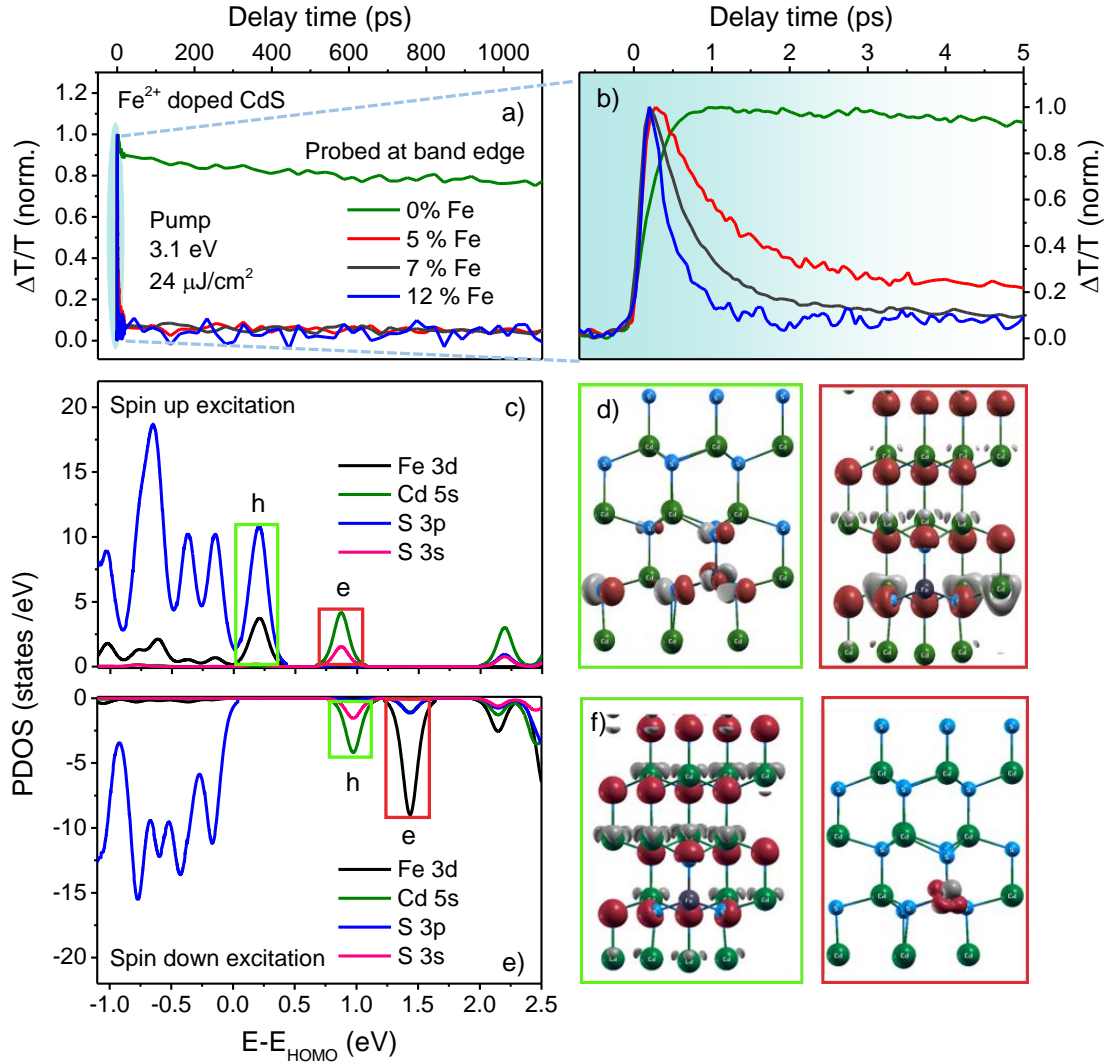 Delay time (ps)
0 200 400 600 800 1000
Delay time (ps)
0 1 2 3 4 5
ΔT/T (norm.)
1.2
1.0
0.8
0.6
0.4
0.2
0.0
Fe²⁺ doped CdS
a)
Probed at band edge
Pump
3.1 eV
24 μJ/cm²
0% Fe
5 % Fe
7 % Fe
12 % Fe
b)
1.0
0.8
0.6
0.4
0.2
0.0
ΔT/T (norm.)
PDOS (states /eV)
20
15
10
5
0
Spin up excitation
c)
Fe 3d
Cd 5s
S 3p
S 3s
h
e
d)
0
-5
-10
-15
-20
h
e
Fe 3d
Cd 5s
S 3p
S 3s
Spin down excitation
e)
-1.0 -0.5 0.0 0.5 1.0 1.5 2.0 2.5
E-E_HOMO (eV)
f)